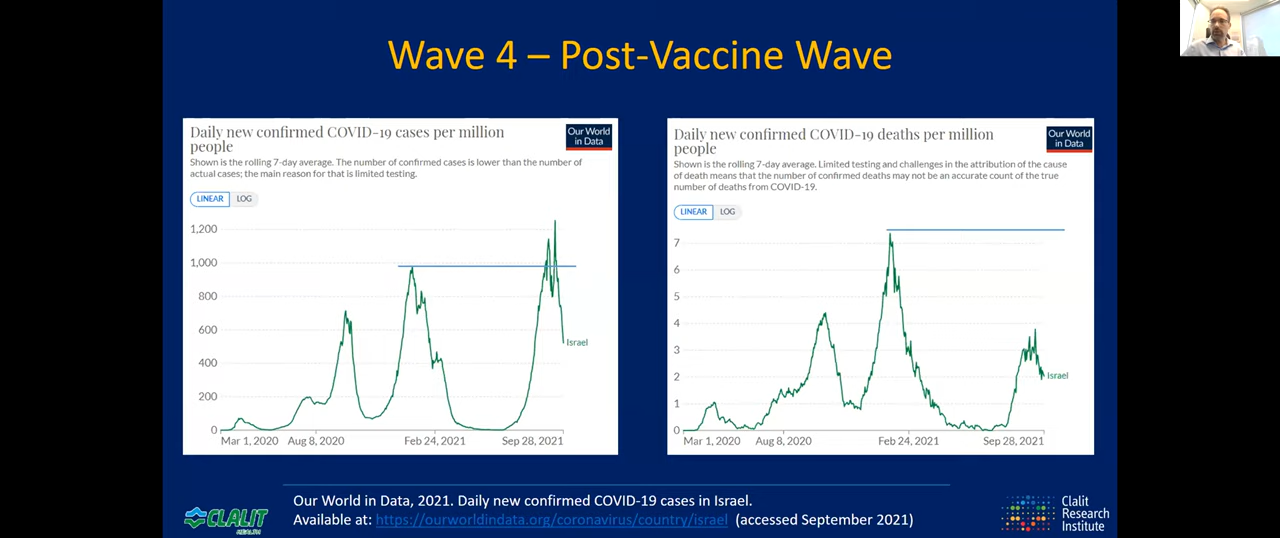 Wave 4 – Post-Vaccine Wave
Daily new confirmed COVID-19 cases per million
people
Our World
in Data
Shown is the rolling 7-day average. The number of confirmed cases is lower than the number of
actual cases; the main reason for that is limited testing.
LINEAR LOG
1,200
1,000
800
600
400
200
0
Israel
Mar 1, 2020 Aug 8, 2020 Feb 24, 2021 Sep 28, 2021
Daily new confirmed COVID-19 deaths per million
people
Our World
in Data
Shown is the rolling 7-day average. Limited testing and challenges in the attribution of the cause
of death means that the number of confirmed deaths may not be an accurate count of the true
number of deaths from COVID-19.
LINEAR LOG
7
6
5
4
3
2
1
0
Israel
Mar 1, 2020 Aug 8, 2020 Feb 24, 2021 Sep 28, 2021
Our World in Data, 2021. Daily new confirmed COVID-19 cases in Israel.
Available at: https://ourworldindata.org/coronavirus/country/israel (accessed September 2021)
CLALIT
HEALTH
Clalit
Research
Institute